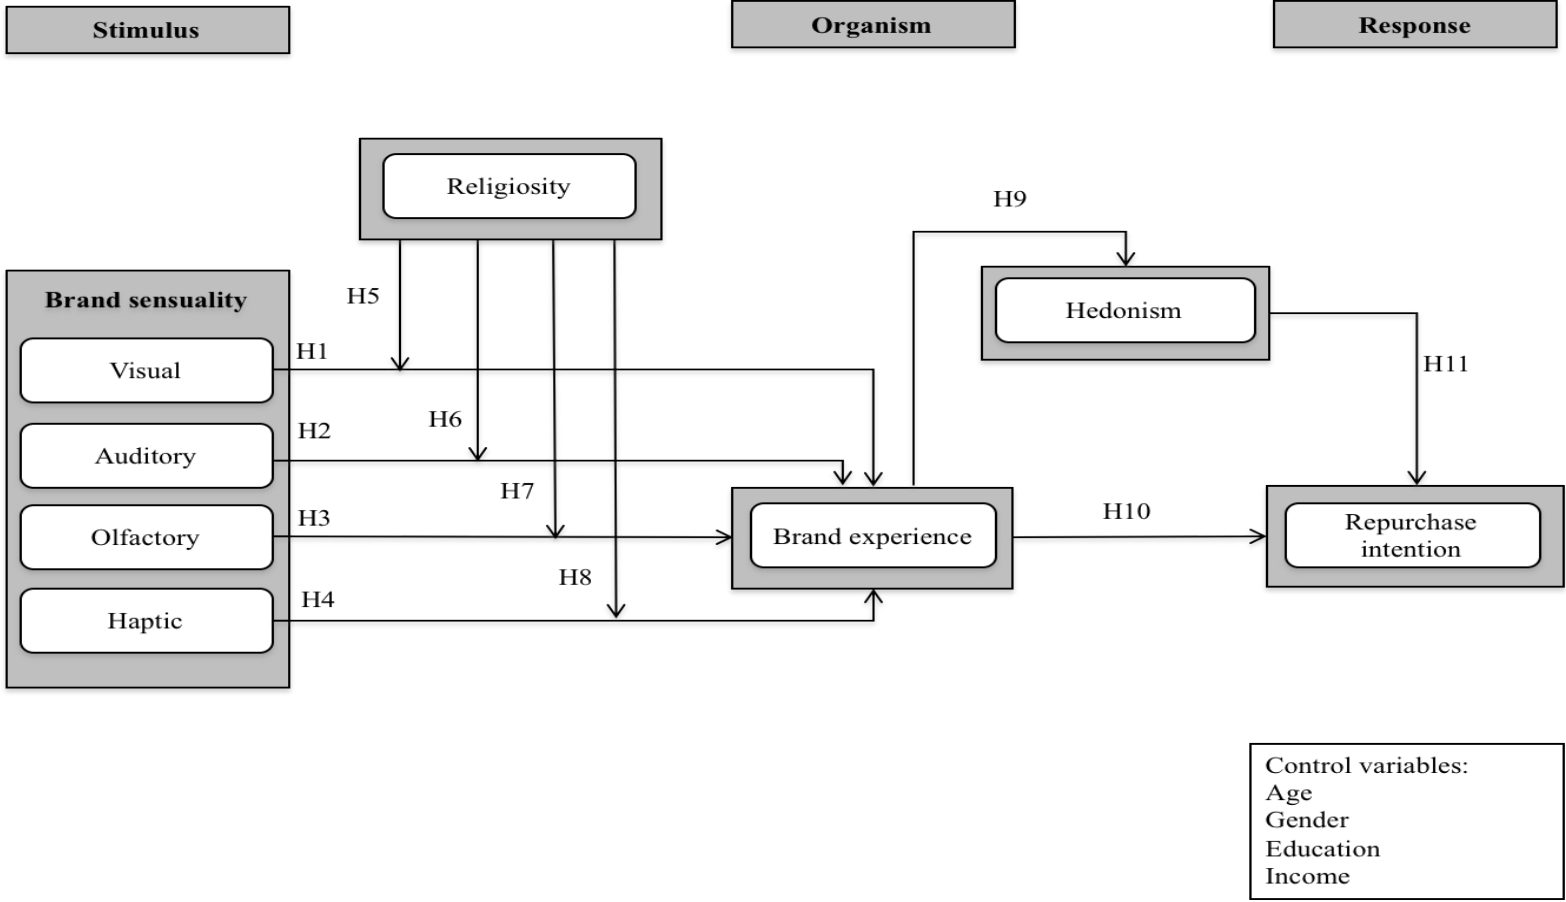 Stimulus
Organism
Response
Religiosity
H9
Brand sensuality
H5
Hedonism
H1
Visual
H11
H6
H2
Auditory
H7
H3
H10
Olfactory
Brand experience
Repurchase
intention
H8
H4
Haptic
Control variables:
Age
Gender
Education
Income